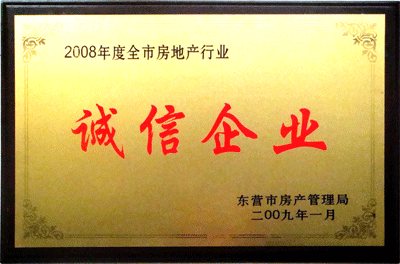 2008年度全市房地产行业
诚信企业
东营市房产管理局
二00九年一月